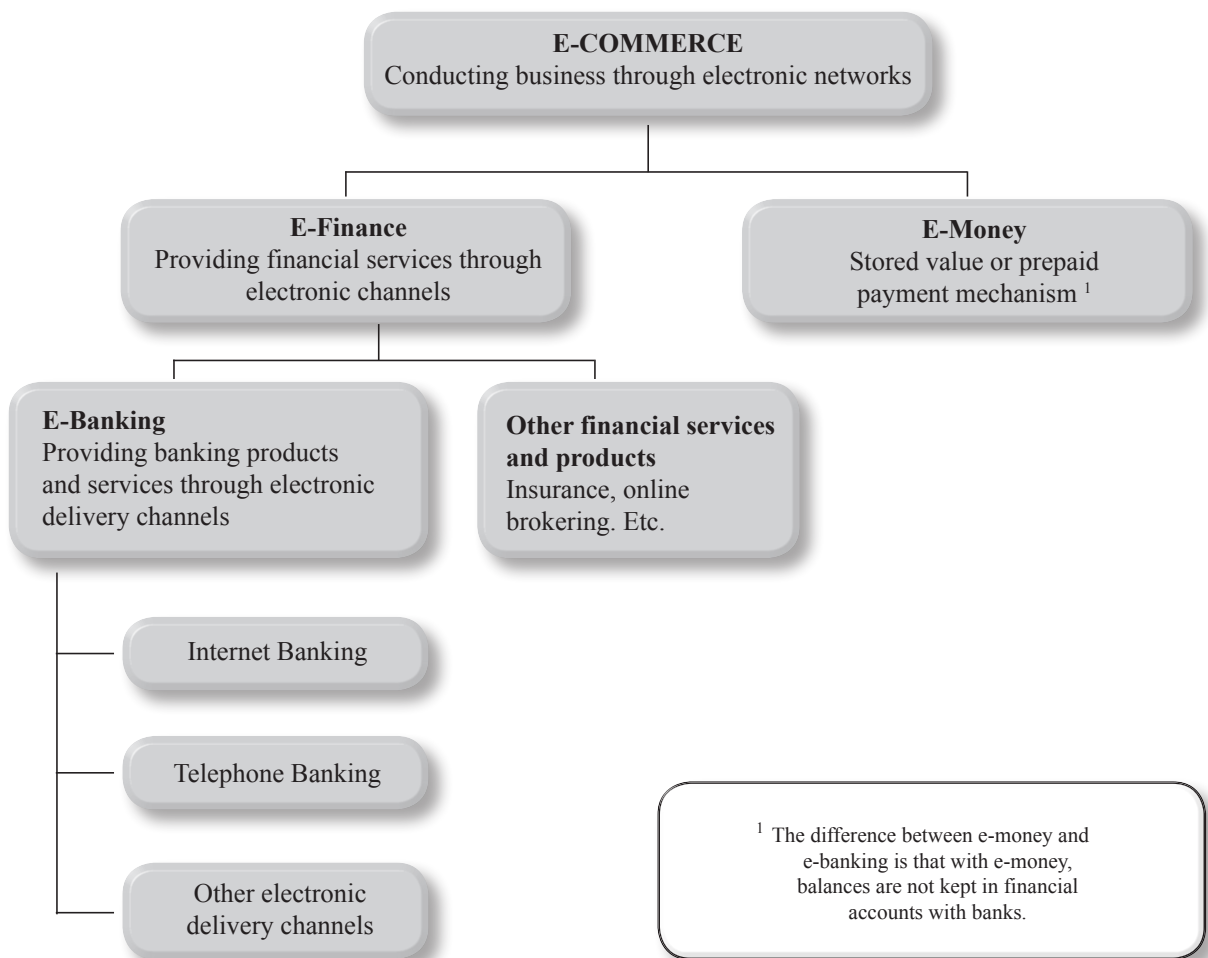 E-COMMERCE
Conducting business through electronic networks
E-Finance
Providing financial services through
electronic channels
E-Money
Stored value or prepaid
payment mechanism 1
E-Banking
Providing banking products
and services through electronic
delivery channels
Other financial services
and products
Insurance, online
brokering. Etc.
Internet Banking
Telephone Banking
Other electronic
delivery channels
1 The difference between e-money and
e-banking is that with e-money,
balances are not kept in financial
accounts with banks.